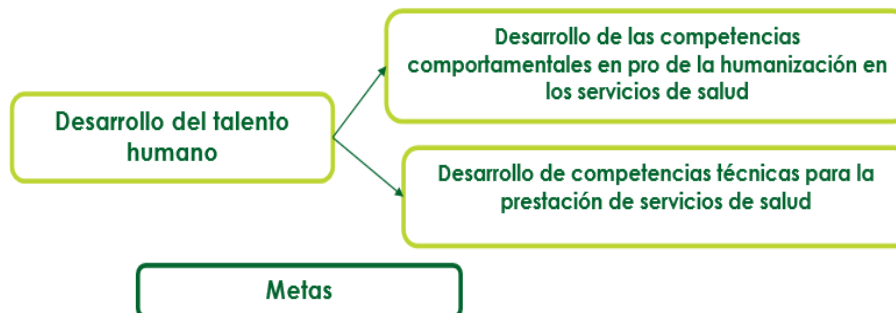 Desarrollo de las competencias
comportamentales en pro de la humanización en
los servicios de salud
Desarrollo del talento
humano
Desarrollo de competencias técnicas para la
prestación de servicios de salud
Metas